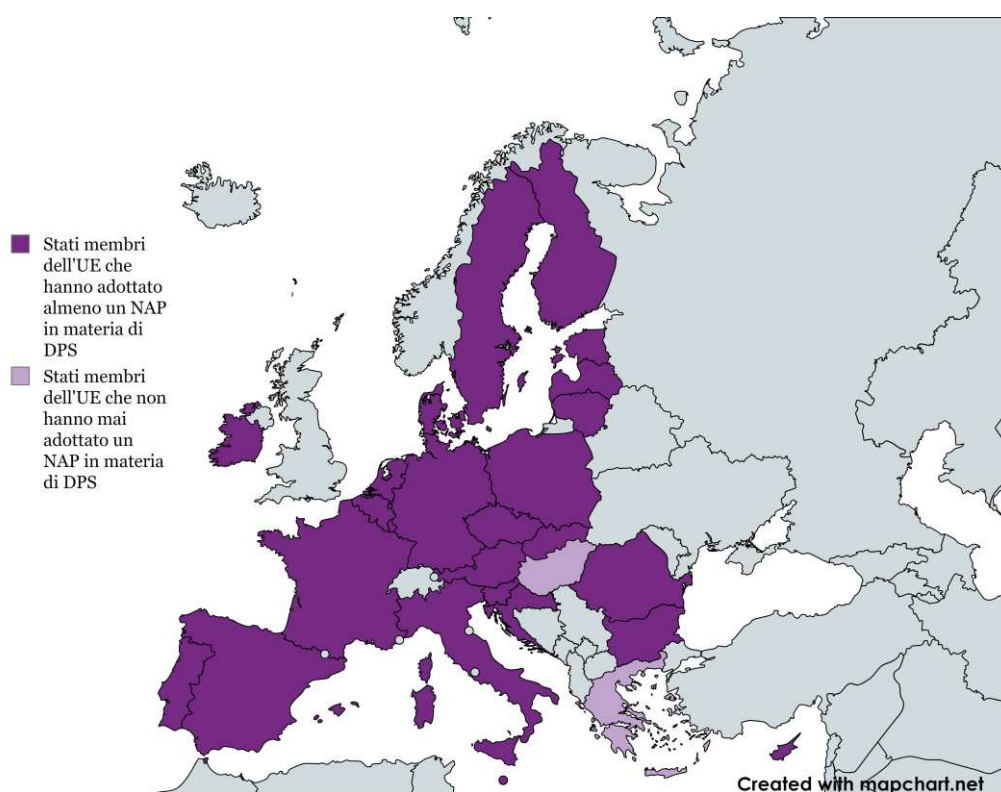 Stati membri
dell'UE che
hanno adottato
almeno un NAP
in materia di
DPS
Stati membri
dell'UE che non
hanno mai
adottato un
NAP in materia
di DPS
Created with mapchart.net